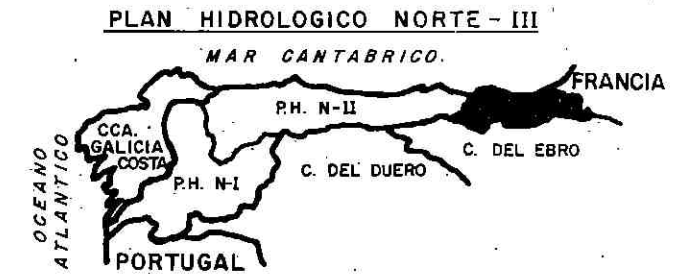 PLAN HIDROLOGICO NORTE - III
MAR CANTABRICO.
FRANCIA
P.H. N-II
CCA.
GALICIA
COSTA
C. DEL EBRO
C. DEL DUERO
P.H. N-I
OCEANO
ATLANTICO
PORTUGAL